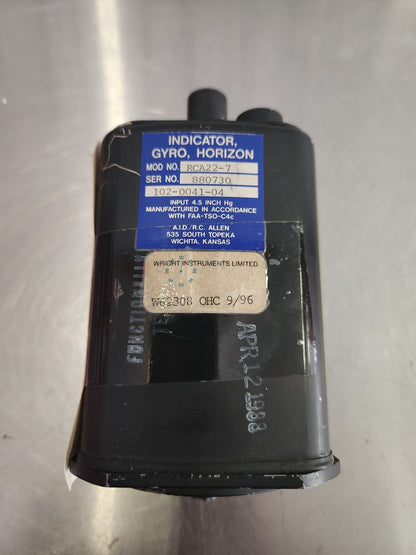 INDICATOR,
GYRO, HORIZON
MOD NO. RCA22-7
SER NO. 880730
102-0041-04
INPUT 4.5 INCH Hg
MANUFACTURED IN ACCORDANCE
WITH FAA-TSO-C4c
A.I.D./R.C. ALLEN
535 SOUTH TOPEKA
WICHITA, KANSAS
WRIGHT INSTRUMENTS LIMITED
W62308 OHC 9/96
FUNCTIONALLY
APR 12 1988